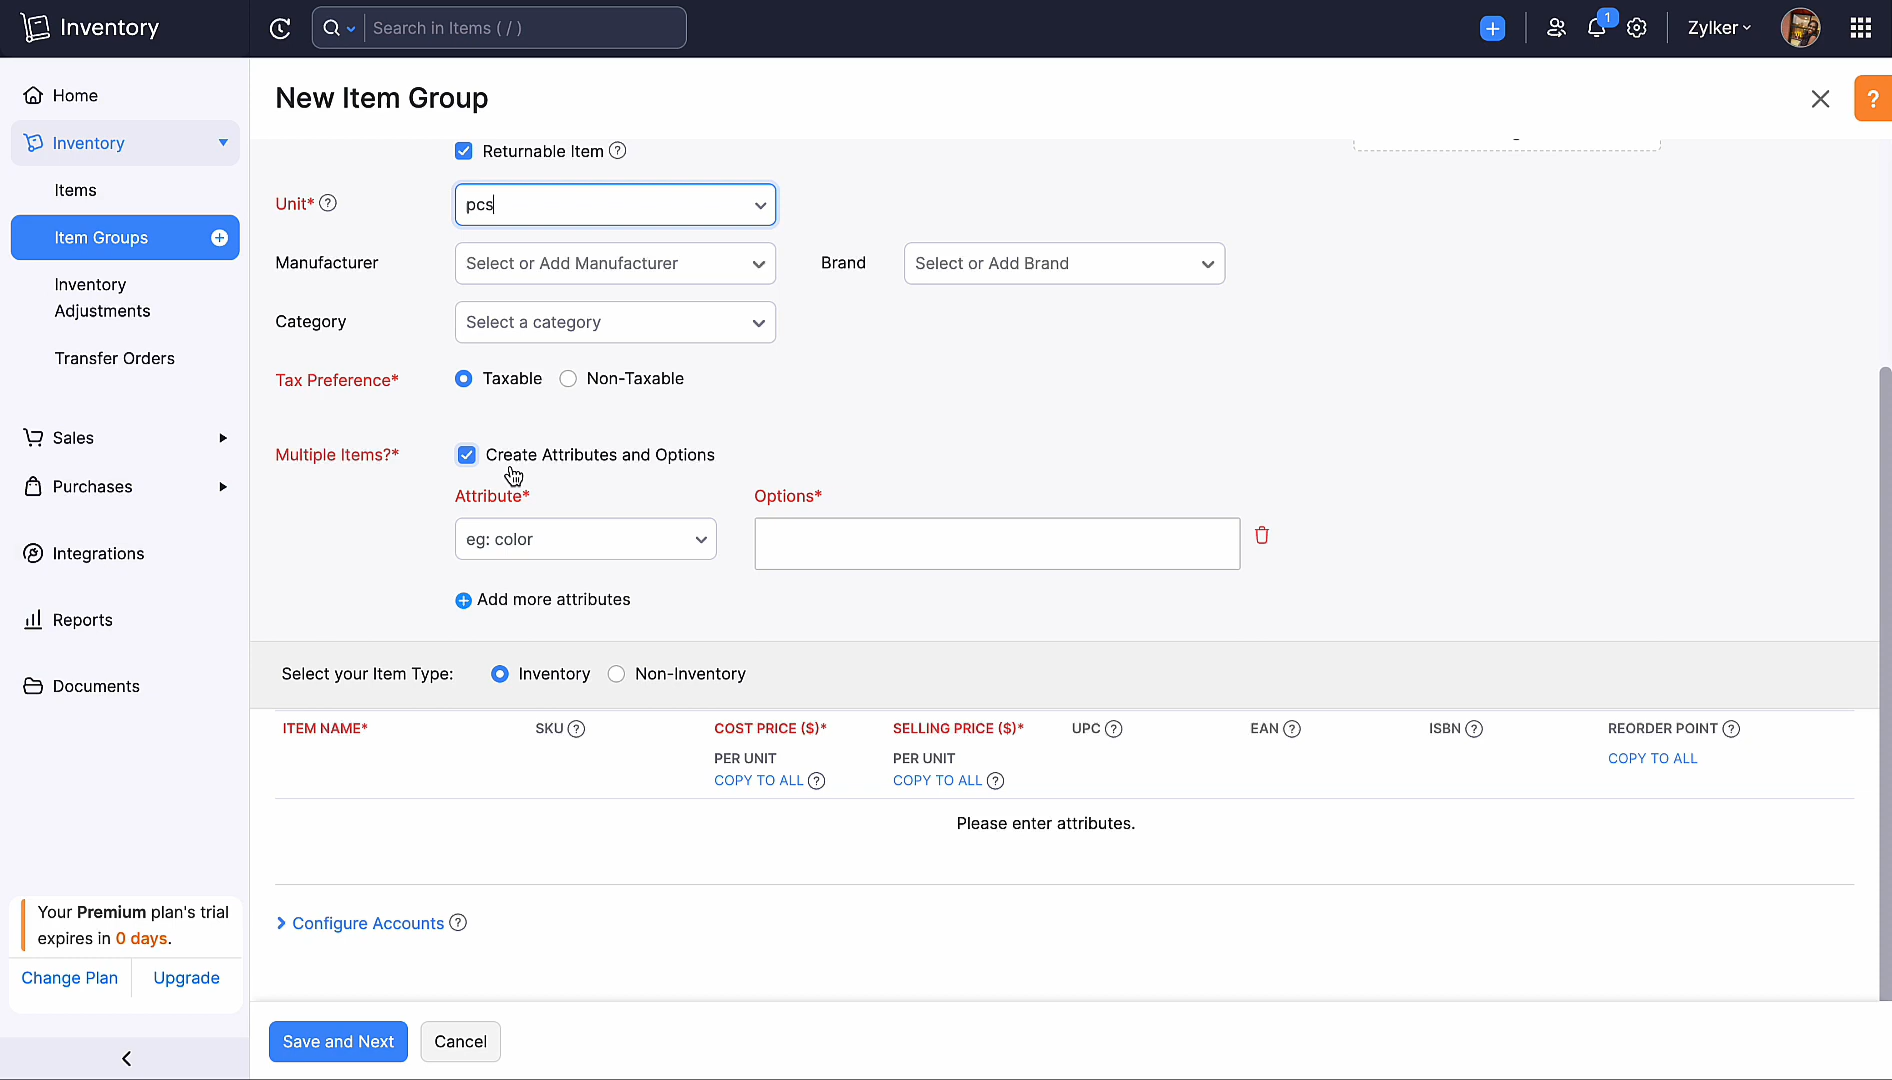 Inventory
Search in Items ( / )
1
Zylker
Home
Inventory
Items
Item Groups
Inventory
Adjustments
Transfer Orders
Sales
Purchases
Integrations
Reports
Documents
Your Premium plan's trial
expires in 0 days.
Change Plan
Upgrade
New Item Group
?
Returnable Item ?
Unit* ?
pcs
Manufacturer
Select or Add Manufacturer
Brand
Select or Add Brand
Category
Select a category
Tax Preference*
Taxable
Non-Taxable
Multiple Items?*
Create Attributes and Options
Attribute*
Options*
eg: color
Add more attributes
Select your Item Type:
Inventory
Non-Inventory
ITEM NAME*
SKU ?
COST PRICE ($)*
PER UNIT
COPY TO ALL ?
SELLING PRICE ($)*
PER UNIT
COPY TO ALL ?
UPC ?
EAN ?
ISBN ?
REORDER POINT ?
COPY TO ALL
Please enter attributes.
Configure Accounts ?
Save and Next
Cancel